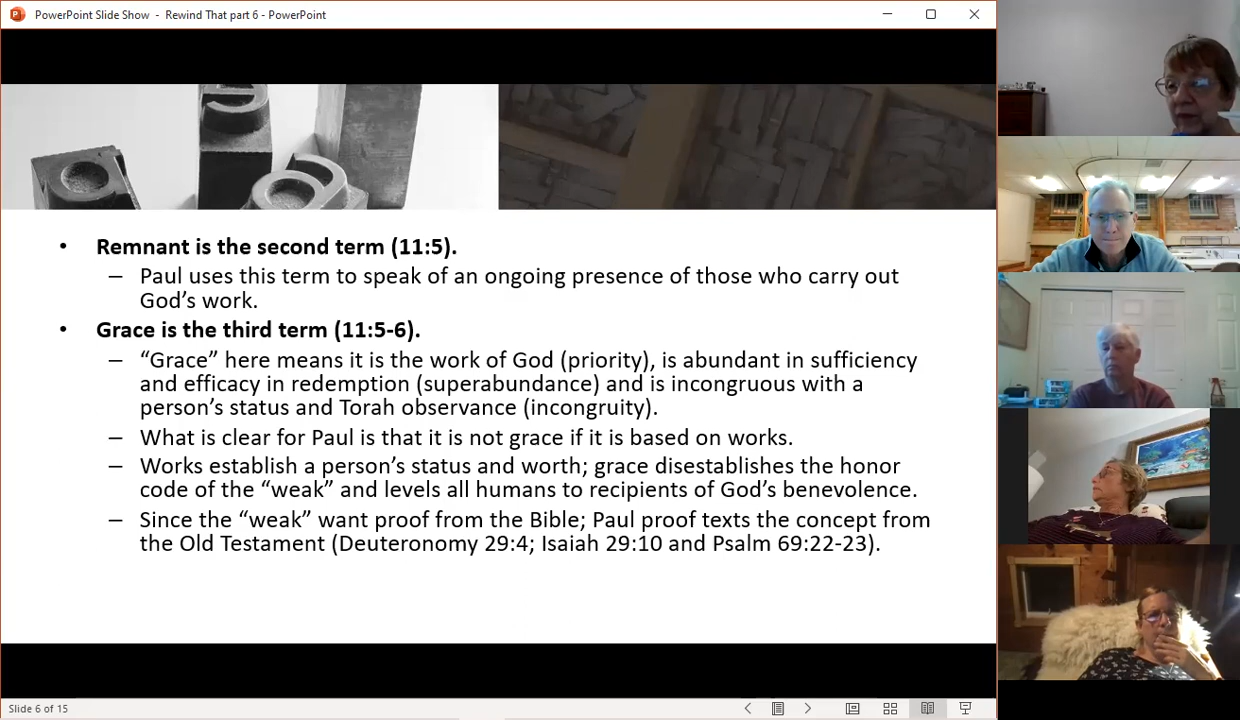 PowerPoint Slide Show - Rewind That part 6 - PowerPoint
• Remnant is the second term (11:5).
– Paul uses this term to speak of an ongoing presence of those who carry out
God's work.
• Grace is the third term (11:5-6).
– “Grace” here means it is the work of God (priority), is abundant in sufficiency
and efficacy in redemption (superabundance) and is incongruous with a
person's status and Torah observance (incongruity).
– What is clear for Paul is that it is not grace if it is based on works.
– Works establish a person's status and worth; grace disestablishes the honor
code of the “weak” and levels all humans to recipients of God's benevolence.
– Since the “weak” want proof from the Bible; Paul proof texts the concept from
the Old Testament (Deuteronomy 29:4; Isaiah 29:10 and Psalm 69:22-23).
Slide 6 of 15